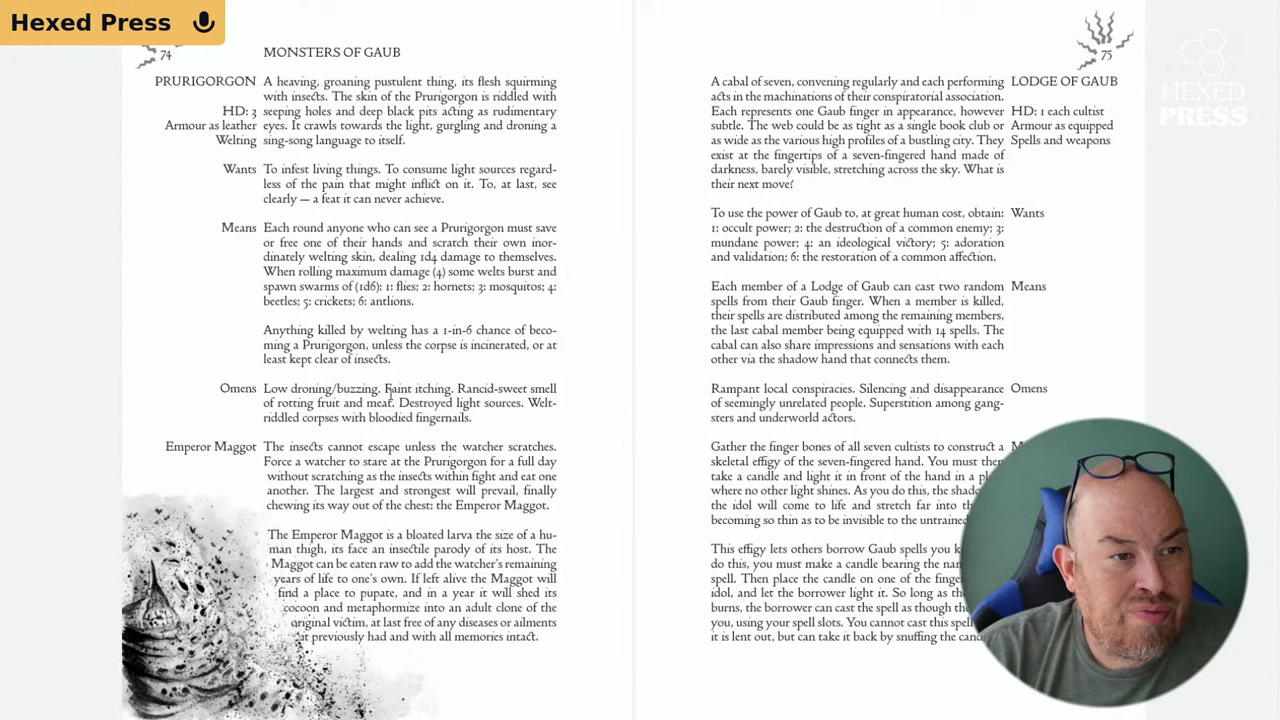 Hexed Press
74
MONSTERS OF GAUB
PRURIGORGON
HD: 3
Armour as leather
Welting
A heaving, groaning pustulent thing, its flesh squirming
with insects. The skin of the Prurigorgon is riddled with
seeping holes and deep black pits acting as rudimentary
eyes. It crawls towards the light, gurgling and droning a
sing-song language to itself.
Wants
To infest living things. To consume light sources regard-
less of the pain that might inflict on it. To, at last, see
clearly — a feat it can never achieve.
Means
Each round anyone who can see a Prurigorgon must save
or free one of their hands and scratch their own inor-
dinately welting skin, dealing 1d4 damage to themselves.
When rolling maximum damage (4) some welts burst and
spawn swarms of (1d6): 1: flies; 2: hornets; 3: mosquitos; 4:
beetles; 5: crickets; 6: antlions.
Anything killed by welting has a 1-in-6 chance of beco-
ming a Prurigorgon, unless the corpse is incinerated, or at
least kept clear of insects.
Omens
Low droning/buzzing. Faint itching. Rancid-sweet smell
of rotting fruit and meat. Destroyed light sources. Welt-
riddled corpses with bloodied fingernails.
Emperor Maggot
The insects cannot escape unless the watcher scratches.
Force a watcher to stare at the Prurigorgon for a full day
without scratching as the insects within fight and eat one
another. The largest and strongest will prevail, finally
chewing its way out of the chest: the Emperor Maggot.
The Emperor Maggot is a bloated larva the size of a hu-
man thigh, its face an insectile parody of its host. The
Maggot can be eaten raw to add the watcher's remaining
years of life to one's own. If left alive the Maggot will
find a place to pupate, and in a year it will shed its
cocoon and metaphormize into an adult clone of the
original victim, at last free of any diseases or ailments
it previously had and with all memories intact.
75
HEXED
PRESS
LODGE OF GAUB
HD: 1 each cultist
Armour as equipped
Spells and weapons
A cabal of seven, convening regularly and each performing
acts in the machinations of their conspiratorial association.
Each represents one Gaub finger in appearance, however
subtle. The web could be as tight as a single book club or
as wide as the various high profiles of a bustling city. They
exist at the fingertips of a seven-fingered hand made of
darkness, barely visible, stretching across the sky. What is
their next move?
Wants
To use the power of Gaub to, at great human cost, obtain:
1: occult power; 2: the destruction of a common enemy; 3:
mundane power; 4: an ideological victory; 5: adoration
and validation; 6: the restoration of a common affection.
Means
Each member of a Lodge of Gaub can cast two random
spells from their Gaub finger. When a member is killed,
their spells are distributed among the remaining members,
the last cabal member being equipped with 14 spells. The
cabal can also share impressions and sensations with each
other via the shadow hand that connects them.
Omens
Rampant local conspiracies. Silencing and disappearance
of seemingly unrelated people. Superstition among gang-
sters and underworld actors.
Gather the finger bones of all seven cultists to construct a
skeletal effigy of the seven-fingered hand. You must then
take a candle and light it in front of the hand in a
where no other light shines. As you do this, the
the idol will come to life and stretch far into
becoming so thin as to be invisible to the
This effigy lets others borrow Gaub spells you
do this, you must make a candle bearing the
spell. Then place the candle on one of the
idol, and let the borrower light it. So long as
burns, the borrower can cast the spell as though
you, using your spell slots. You cannot cast this
it is lent out, but can take it back by snuffing the